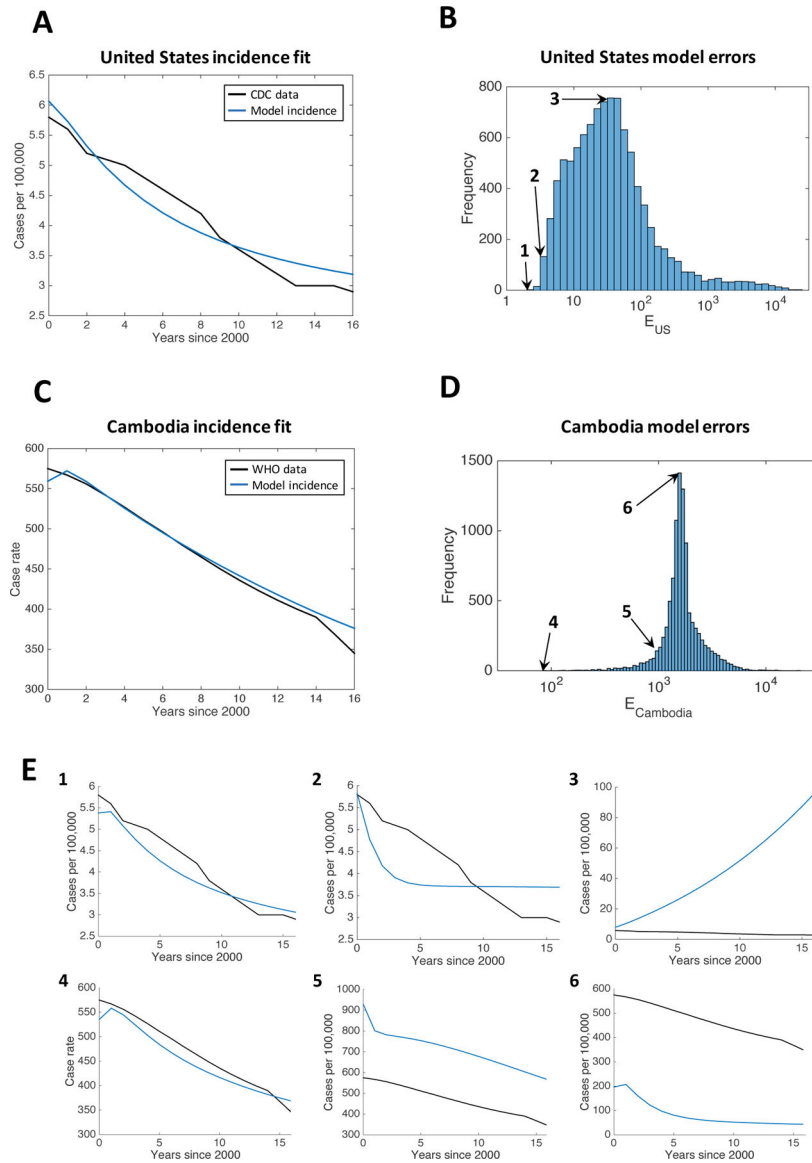 A
United States incidence fit
6.5
6
5.5
5
4.5
4
3.5
3
2.5
Cases per 100,000
CDC data
Model incidence
0 2 4 6 8 10 12 14 16
Years since 2000
B
United States model errors
800
600
400
200
0
Frequency
1
2
3
1 10 10² 10³ 10⁴
E_US
C
Cambodia incidence fit
600
550
500
450
400
350
300
Case rate
WHO data
Model incidence
0 2 4 6 8 10 12 14 16
Years since 2000
D
Cambodia model errors
1500
1000
500
0
Frequency
4
5
6
10² 10³ 10⁴
E_Cambodia
E
1
6
5.5
5
4.5
4
3.5
3
2.5
Cases per 100,000
0 5 10 15
Years since 2000
2
6
5.5
5
4.5
4
3.5
3
2.5
Cases per 100,000
0 5 10 15
Years since 2000
3
100
80
60
40
20
0
Cases per 100,000
0 5 10 15
Years since 2000
4
600
550
500
450
400
350
300
Case rate
0 5 10 15
Years since 2000
5
1000
900
800
700
600
500
400
300
Cases per 100,000
0 5 10 15
Years since 2000
6
600
500
400
300
200
100
0
Cases per 100,000
0 5 10 15
Years since 2000